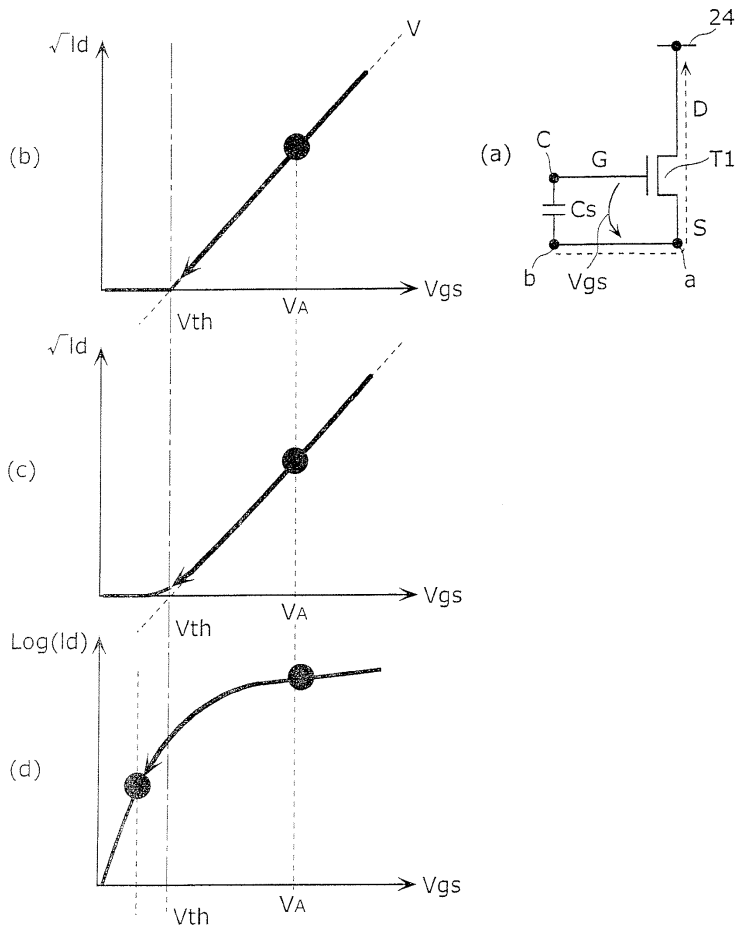 √Id
V
(b)
Vgs
Vth
VA
24
D
(a)
C
G
T1
Cs
S
b
Vgs
a
√Id
(c)
Vgs
Vth
VA
Log(Id)
(d)
Vgs
Vth
VA